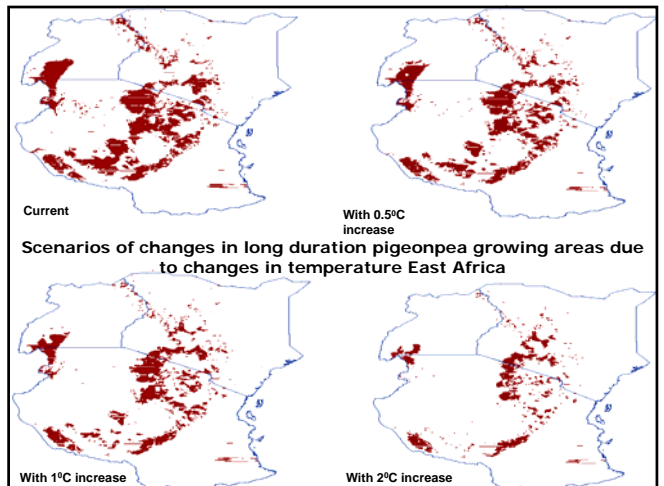 Current
With 0.5⁰C
increase
Scenarios of changes in long duration pigeonpea growing areas due
to changes in temperature East Africa
With 1⁰C increase
With 2⁰C increase